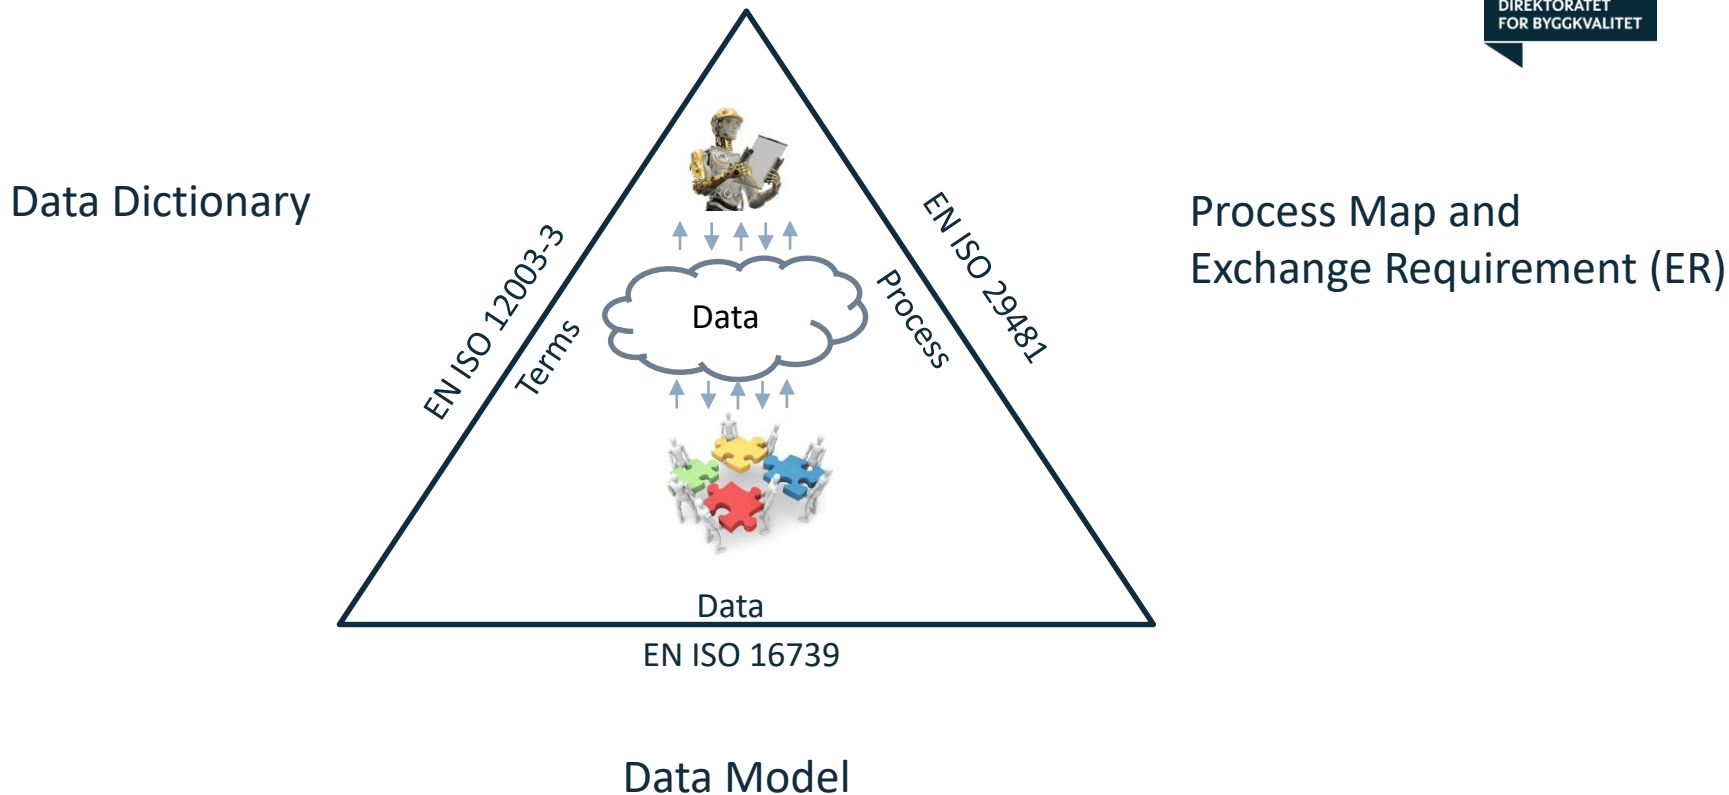 DIREKTORATET
FOR BYGGKVALITET
Data Dictionary
Process Map and
Exchange Requirement (ER)
EN ISO 12003-3
Terms
EN ISO 29481
Process
Data
Data
EN ISO 16739
Data Model